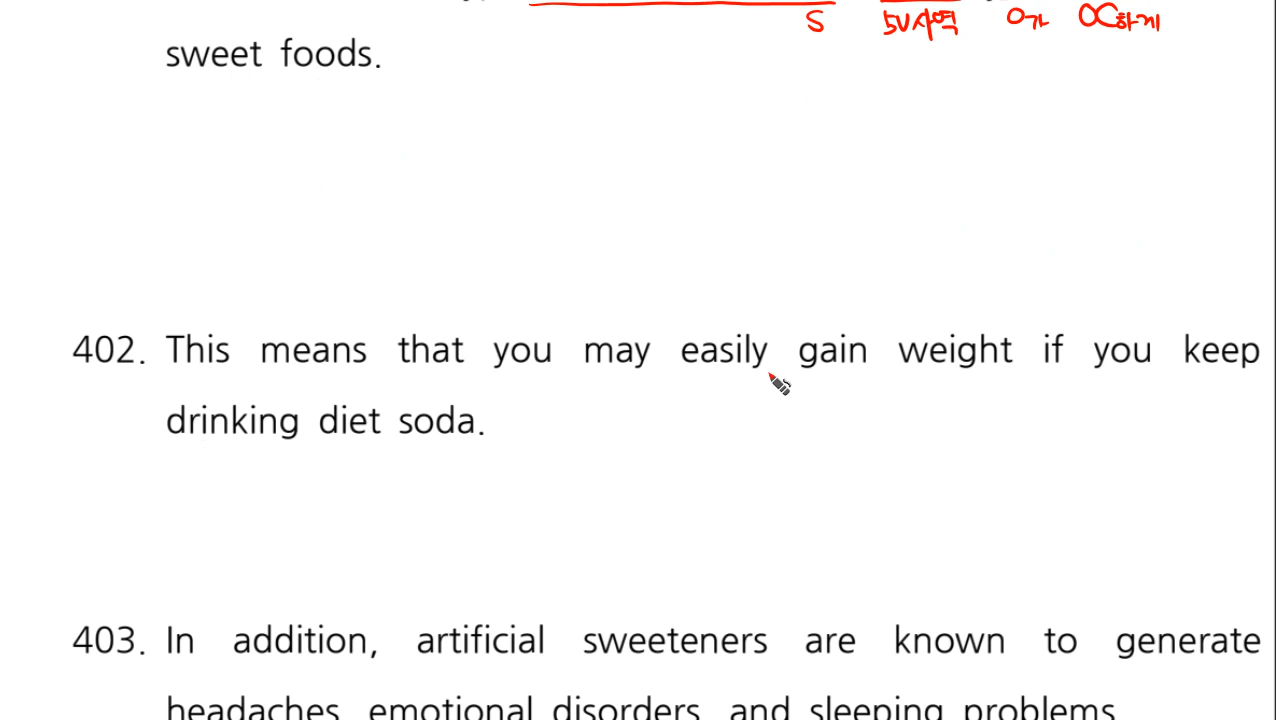 S 5V사역 O가 OC하게
sweet foods.
402. This means that you may easily gain weight if you keep
drinking diet soda.
403. In addition, artificial sweeteners are known to generate
headaches, emotional disorders, and sleeping problems.